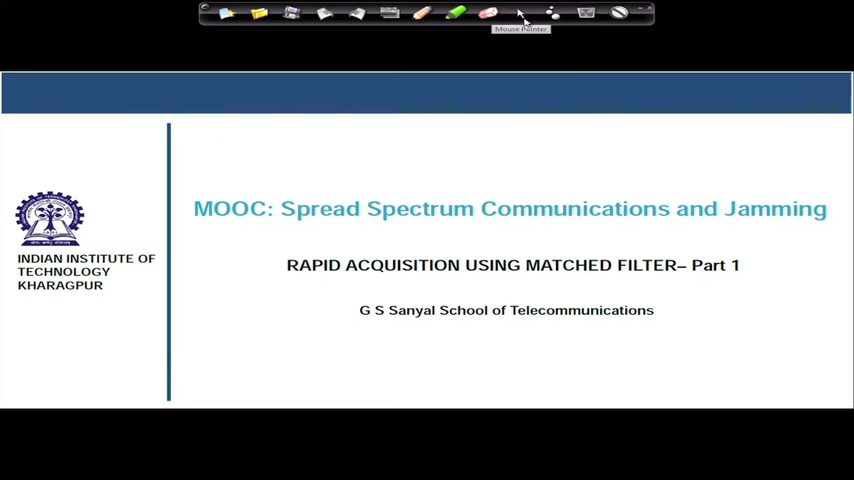 Mouse Pointer
MOOC: Spread Spectrum Communications and Jamming
INDIAN INSTITUTE OF
TECHNOLOGY
KHARAGPUR
RAPID ACQUISITION USING MATCHED FILTER– Part 1
G S Sanyal School of Telecommunications